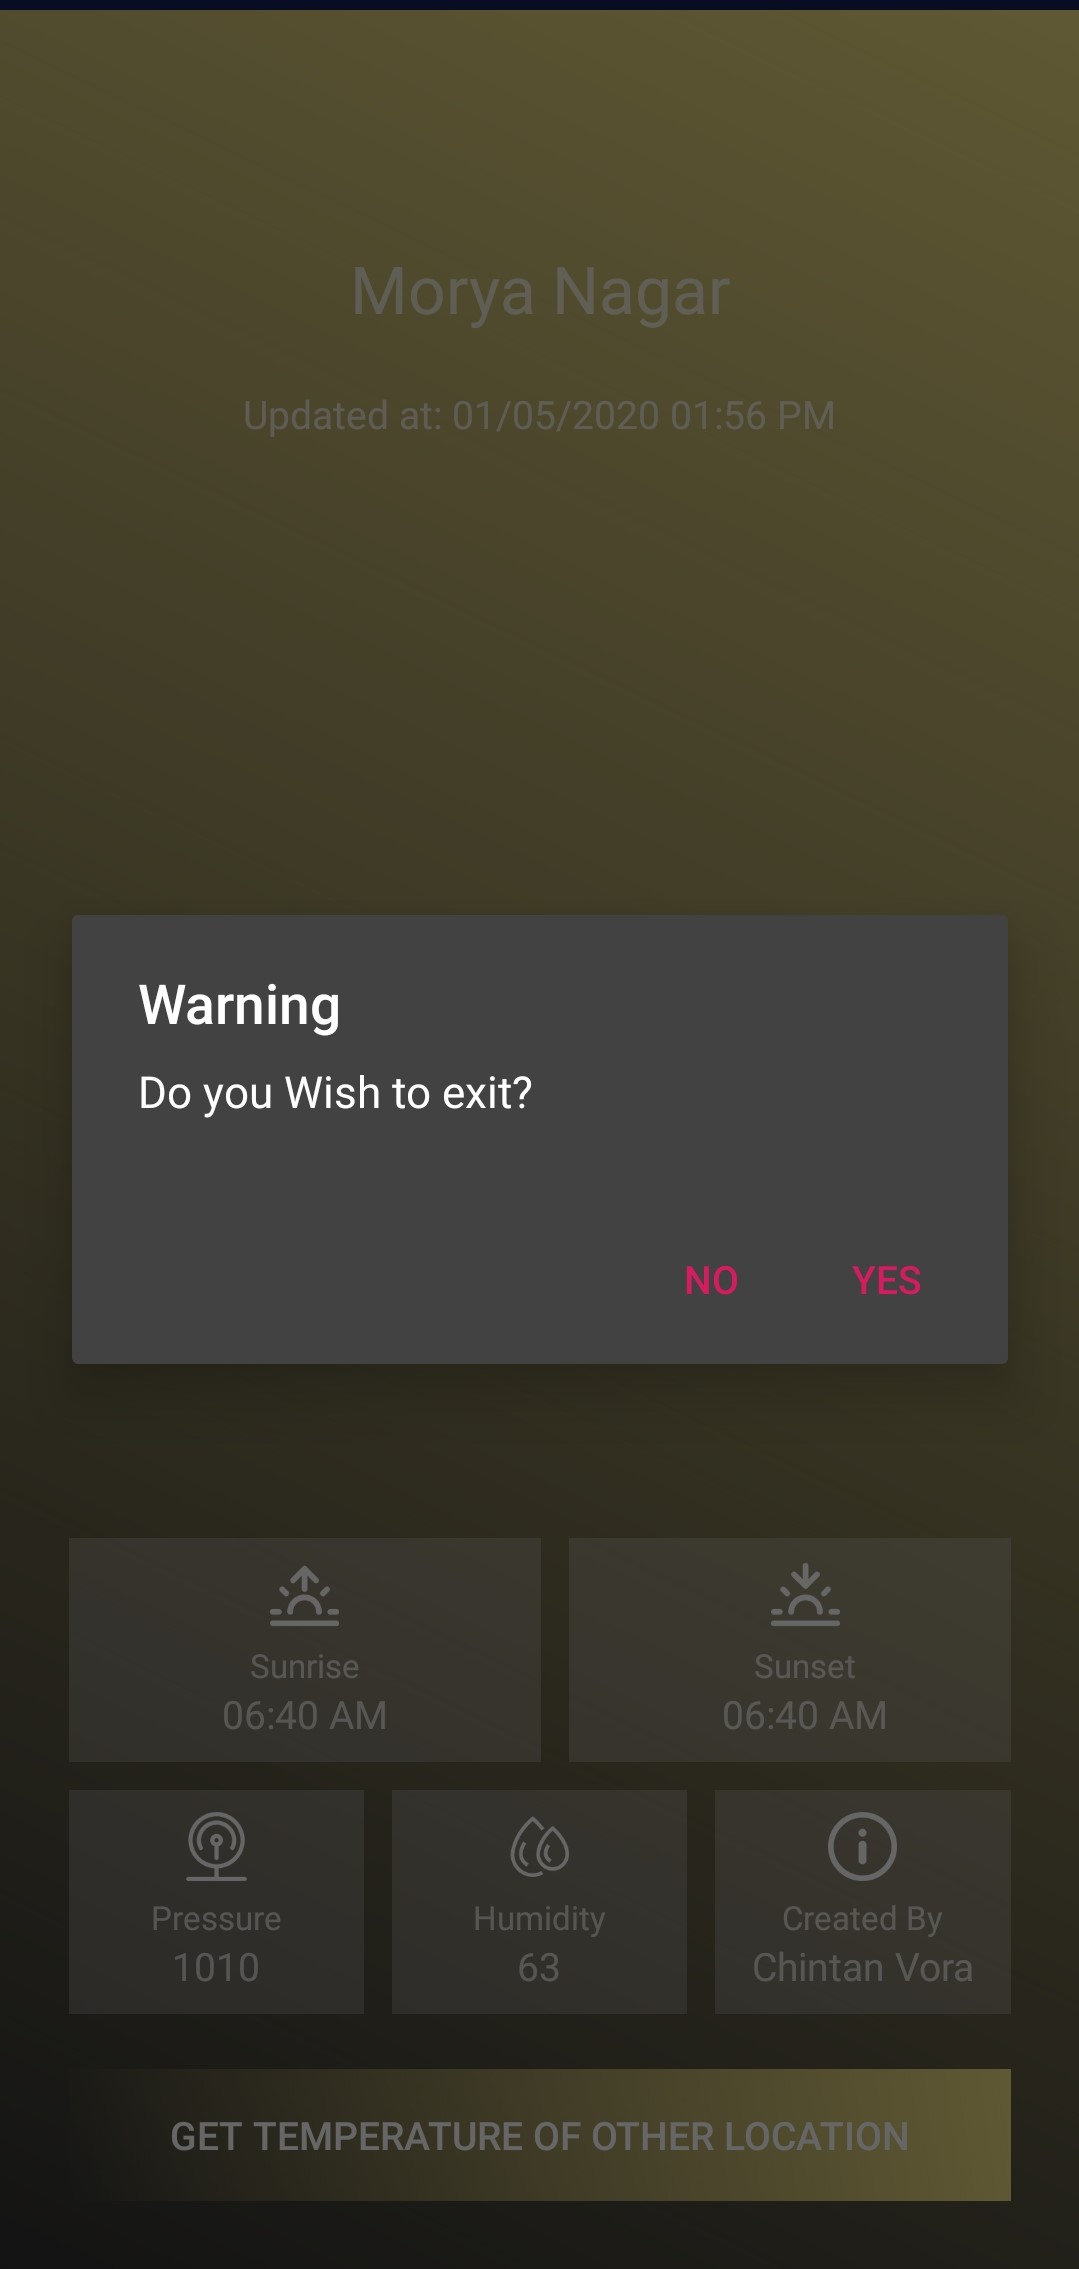 Morya Nagar
Updated at: 01/05/2020 01:56 PM
Warning
Do you Wish to exit?
NO YES
Sunrise Sunset
06:40 AM 06:40 AM
Pressure Humidity Created By
1010 63 Chintan Vora
GET TEMPERATURE OF OTHER LOCATION